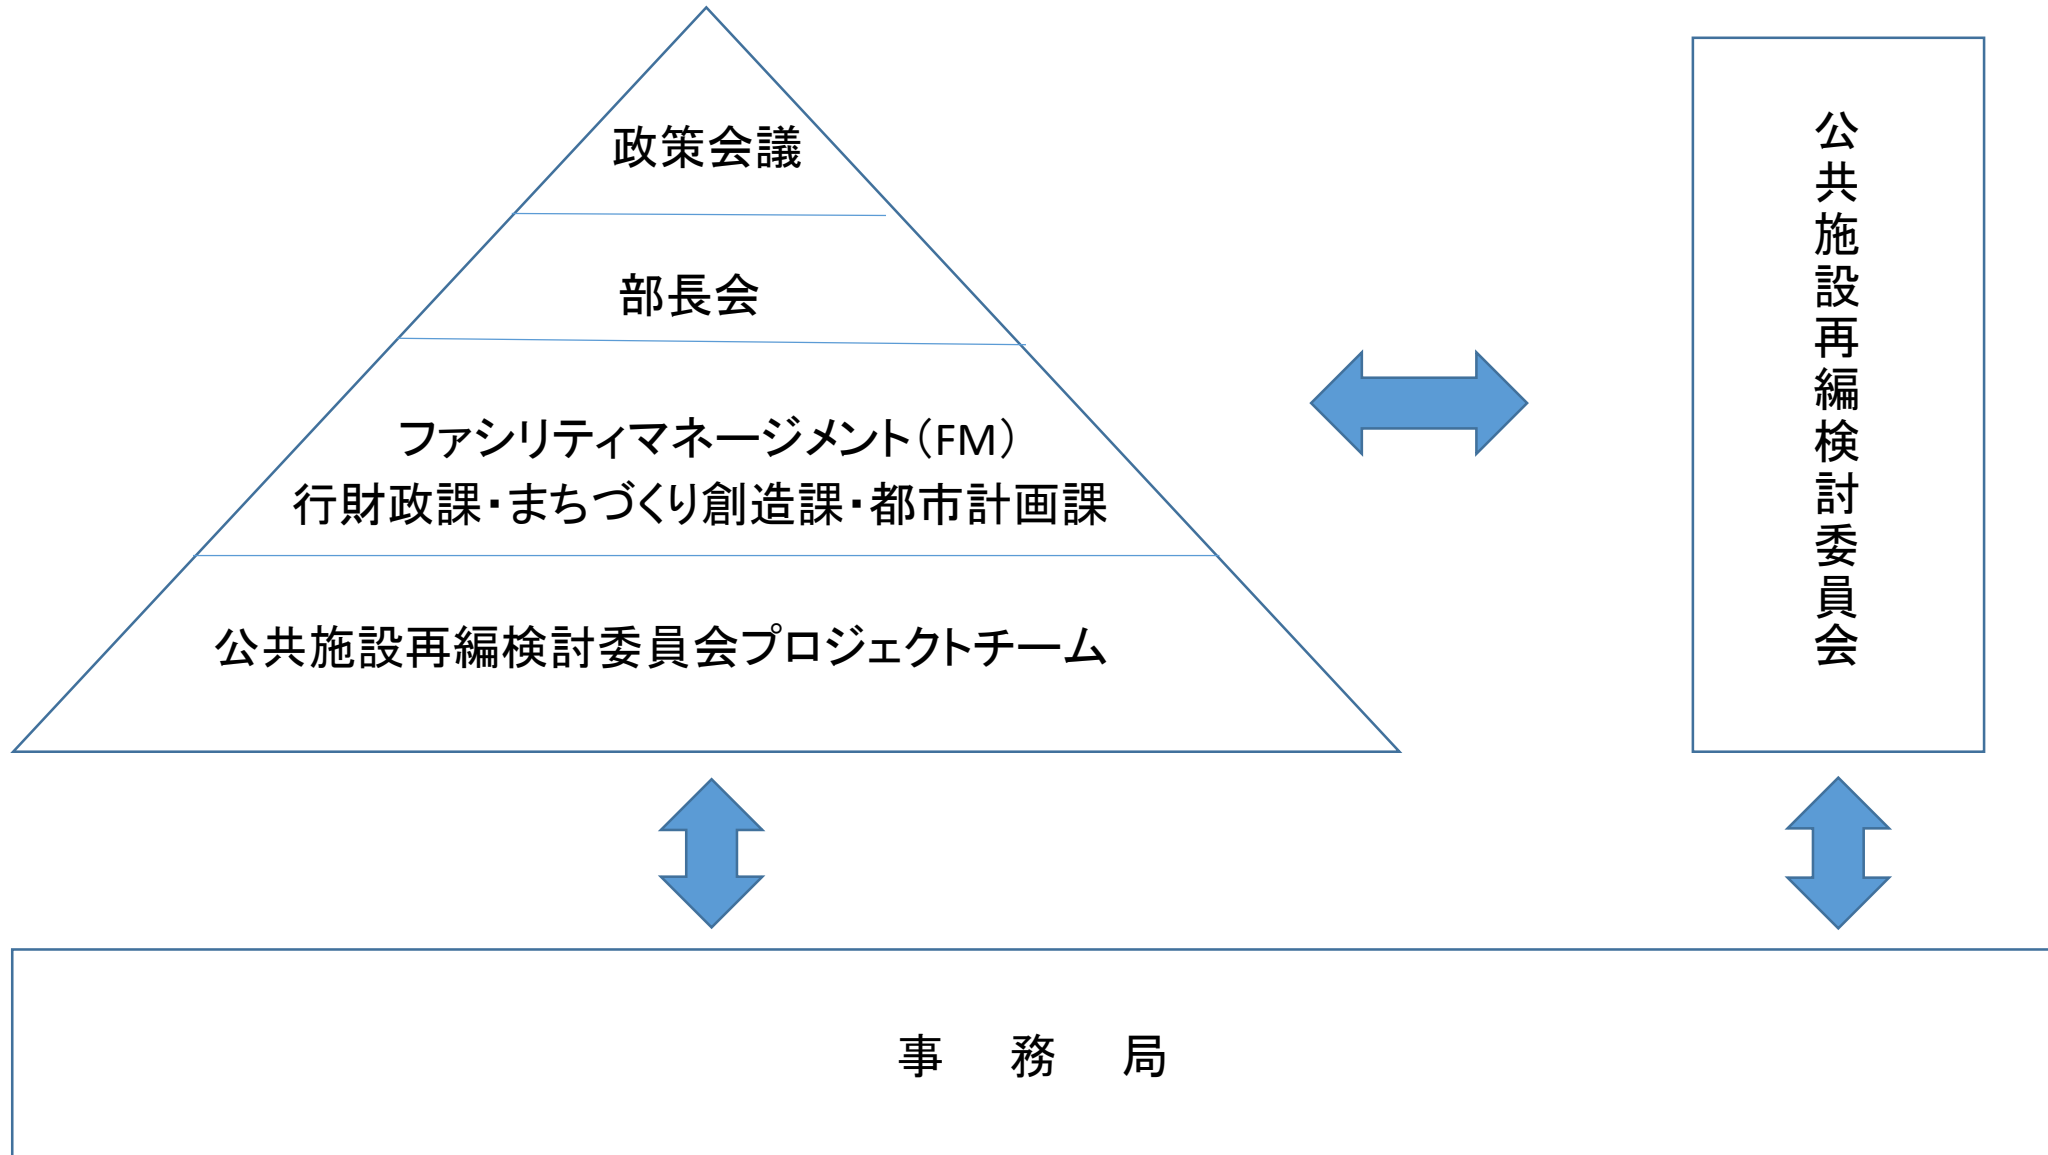 政策会議
部長会
ファシリティマネージメント（FM）
行財政課・まちづくり創造課・都市計画課
公共施設再編検討委員会プロジェクトチーム
公共施設再編検討委員会
事　務　局